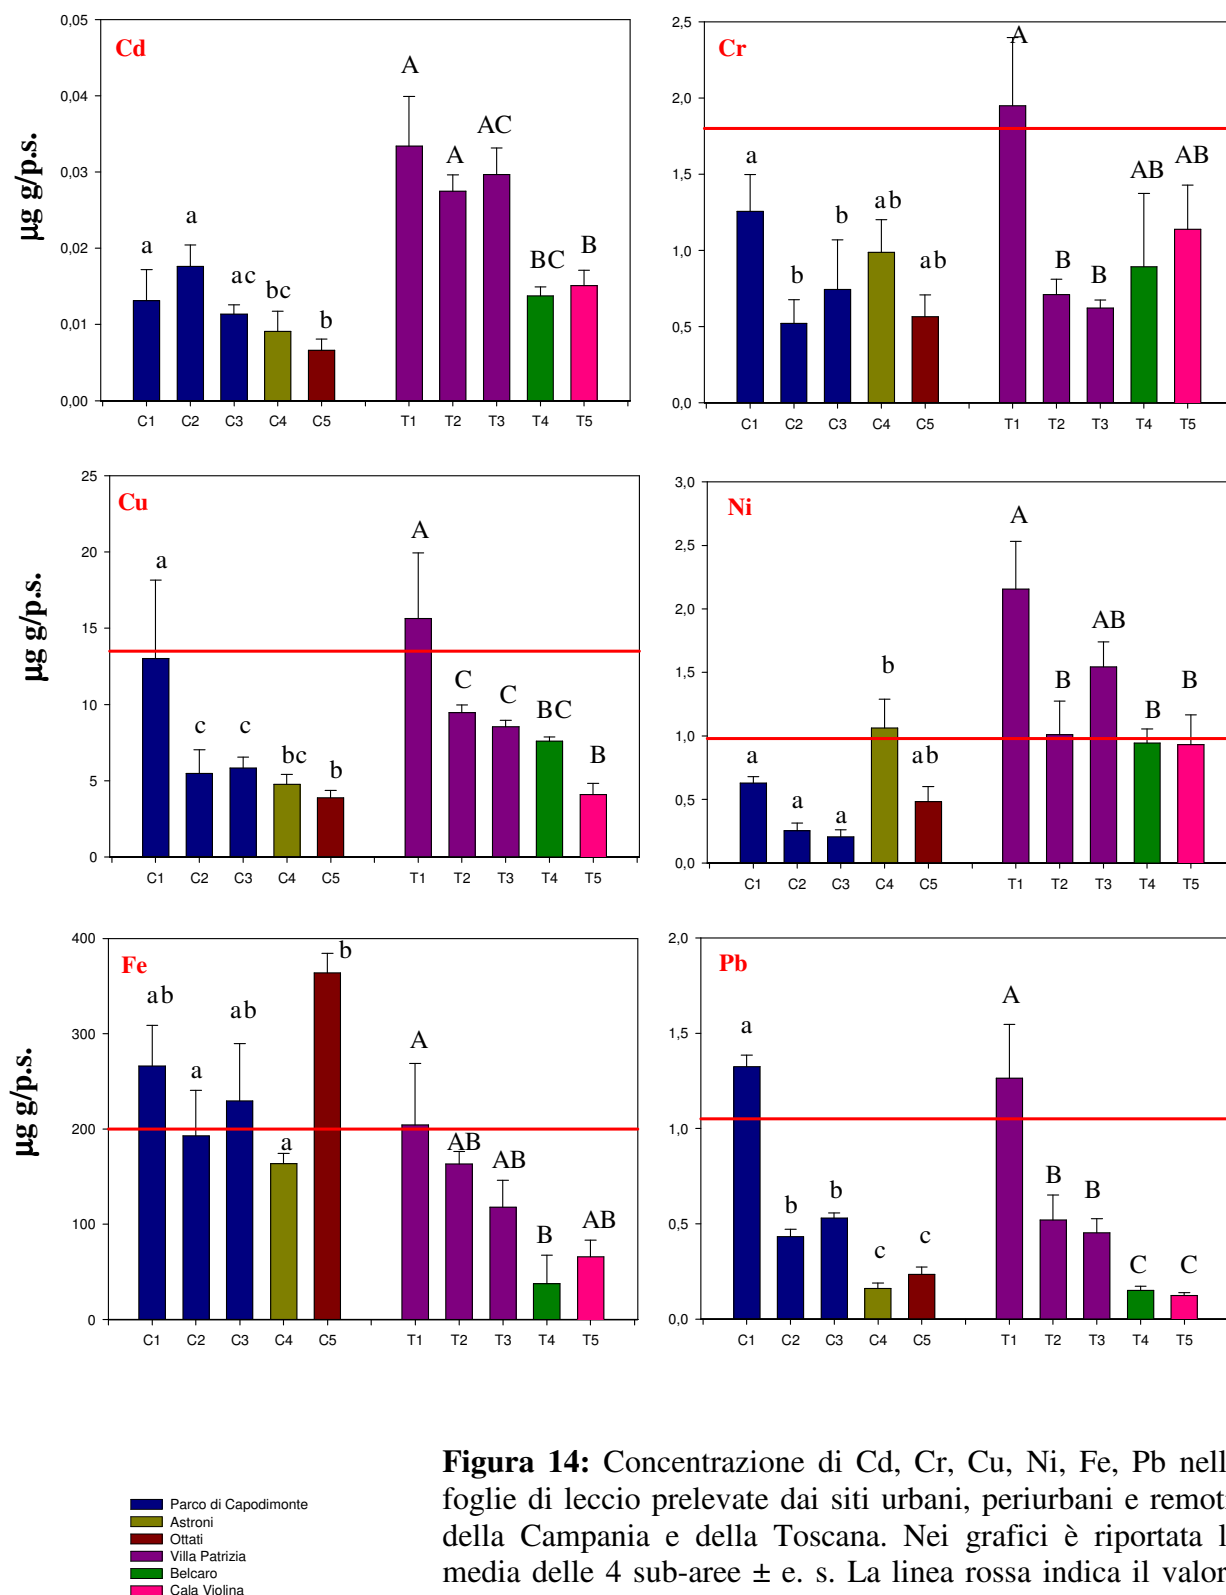 Cd
µg g/p.s.
0,05
0,04
0,03
0,02
0,01
0,00
a a ac bc b A A AC BC B
C1 C2 C3 C4 C5 T1 T2 T3 T4 T5
Cr
2,5
2,0
1,5
1,0
0,5
0,0
a b b ab ab A B B AB AB
C1 C2 C3 C4 C5 T1 T2 T3 T4 T5
Cu
µg g/p.s.
25
20
15
10
5
0
a c c bc b A C C BC B
C1 C2 C3 C4 C5 T1 T2 T3 T4 T5
Ni
3,0
2,5
2,0
1,5
1,0
0,5
0,0
a a a b ab A B AB B B
C1 C2 C3 C4 C5 T1 T2 T3 T4 T5
Fe
µg g/p.s.
400
300
200
100
0
ab a ab a b A AB AB B AB
C1 C2 C3 C4 C5 T1 T2 T3 T4 T5
Pb
2,0
1,5
1,0
0,5
0,0
a b b c c A B B C C
C1 C2 C3 C4 C5 T1 T2 T3 T4 T5
Parco di Capodimonte
Astroni
Ottati
Villa Patrizia
Belcaro
Cala Violina
Figura 14: Concentrazione di Cd, Cr, Cu, Ni, Fe, Pb nell
foglie di leccio prelevate dai siti urbani, periurbani e remoti
della Campania e della Toscana. Nei grafici è riportata l
media delle 4 sub-aree ± e. s. La linea rossa indica il valor